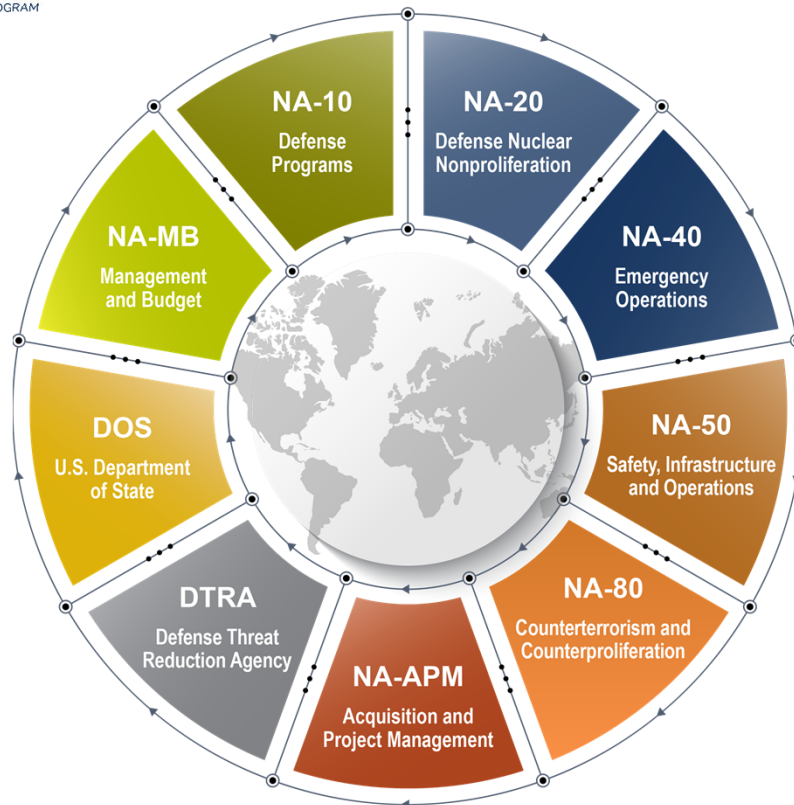 OGRAM
NA-10
Defense
Programs
NA-20
Defense Nuclear
Nonproliferation
NA-40
Emergency
Operations
NA-50
Safety, Infrastructure
and Operations
NA-80
Counterterrorism and
Counterproliferation
NA-APM
Acquisition and
Project Management
DTRA
Defense Threat
Reduction Agency
DOS
U.S. Department
of State
NA-MB
Management
and Budget